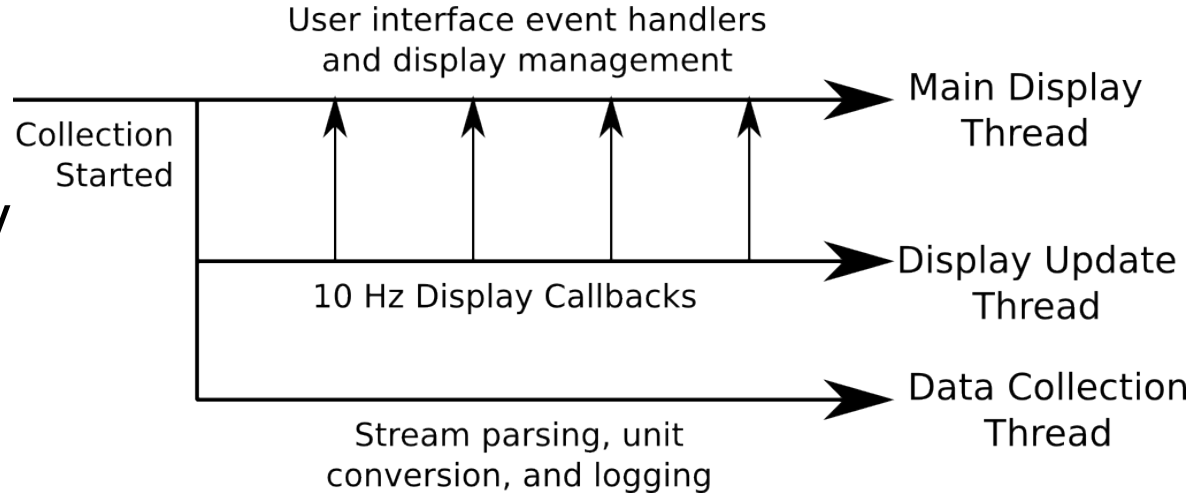 User interface event handlers
and display management
Main Display
Thread
Collection
Started
y
Display Update
Thread
10 Hz Display Callbacks
Data Collection
Thread
Stream parsing, unit
conversion, and logging